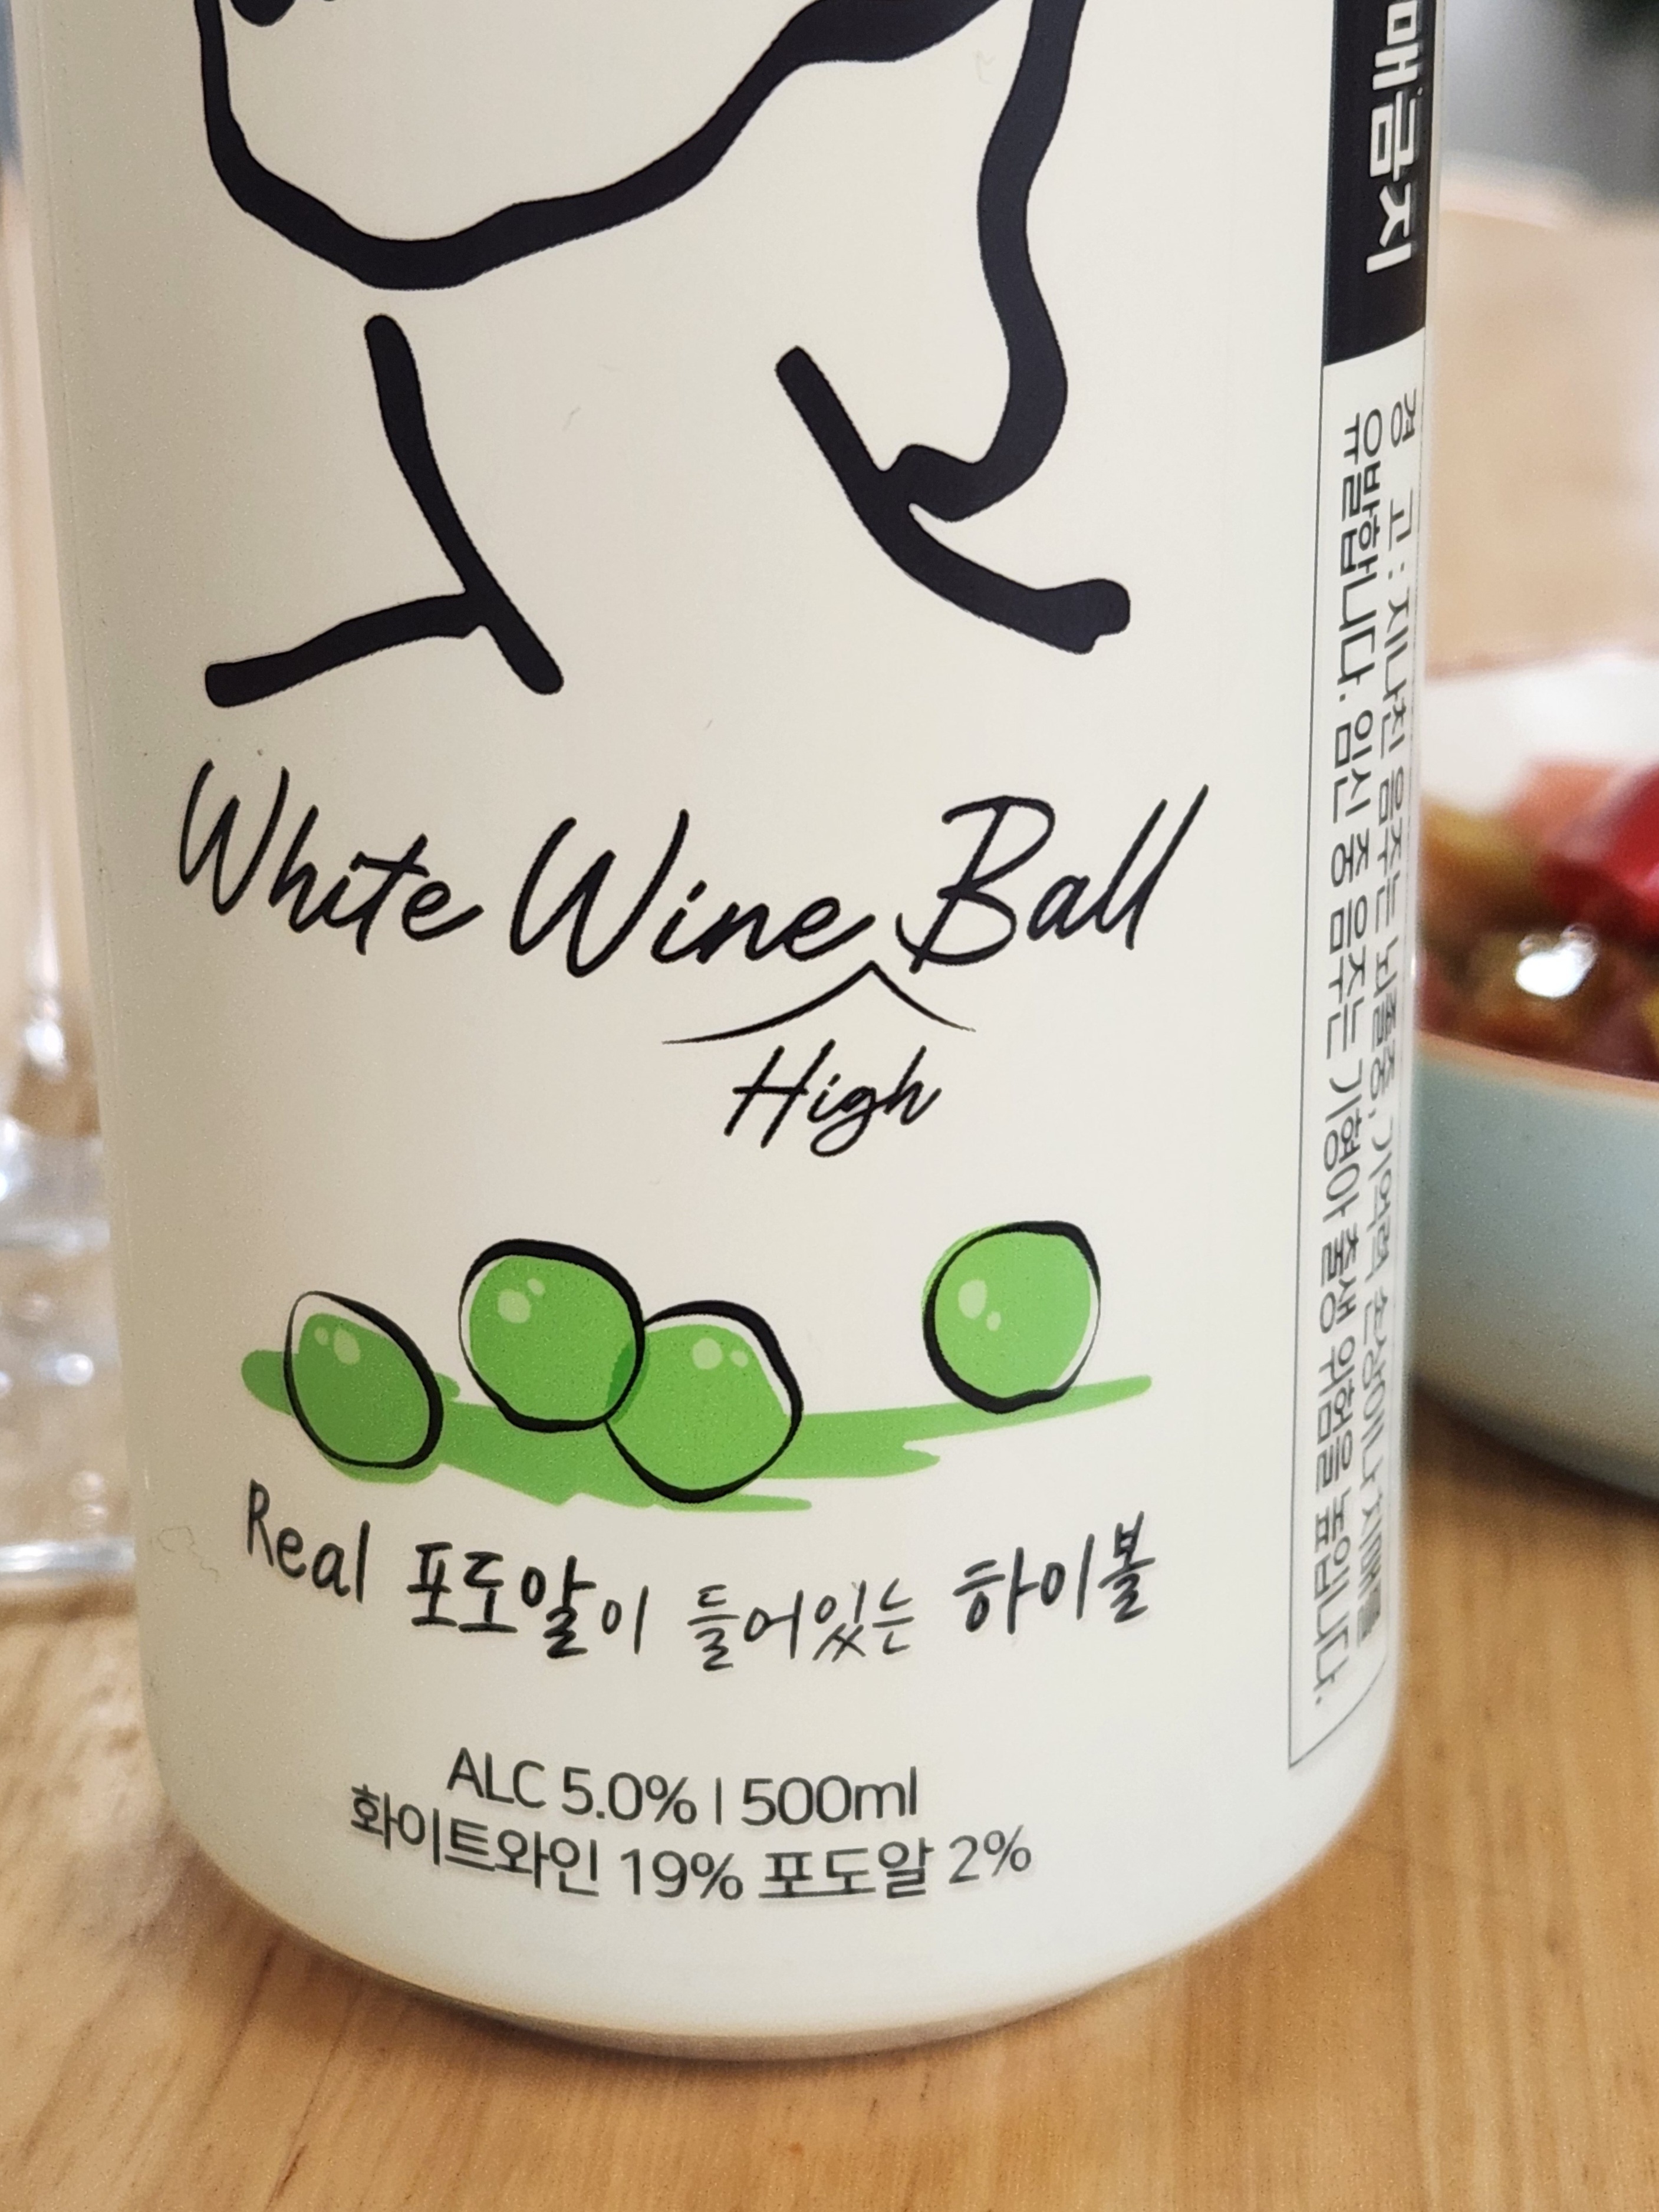 White Wine Ball
High
Real 포도알이 들어있는 하이볼
ALC 5.0% | 500ml
화이트와인 19% 포도알 2%
매금지
경 고 : 지나친 음주는 뇌졸중, 기억력 손상이나 치매를
유발합니다. 임신 중 음주는 기형아 출생 위험을 높입니다.